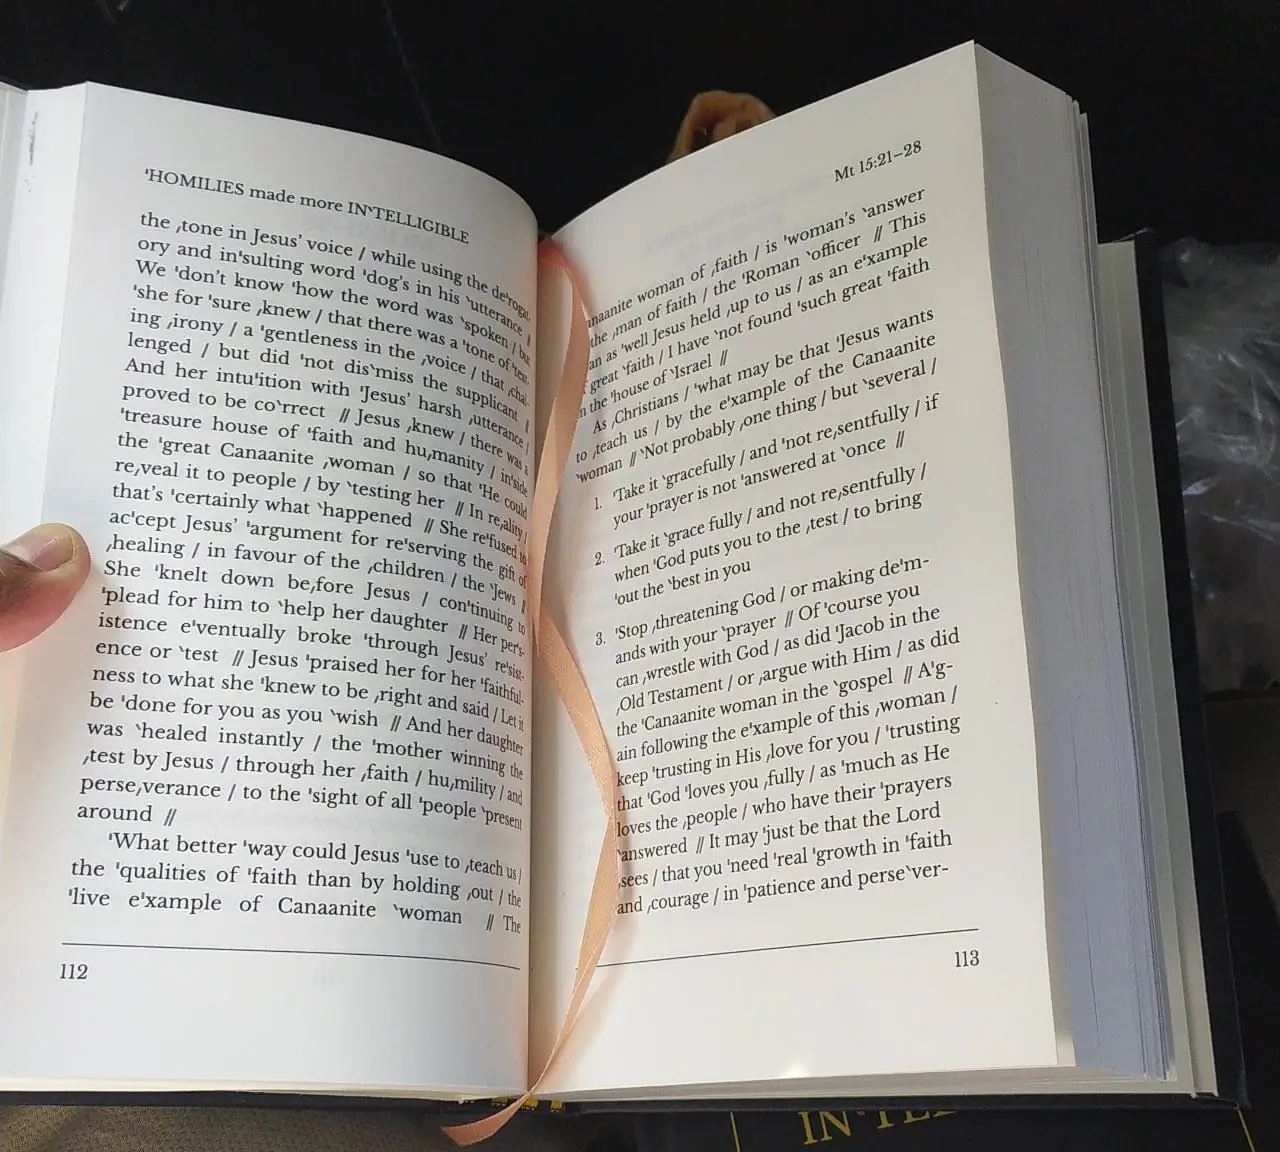 'HOMILIES made more IN`TELLIGIBLE
the ,tone in Jesus' voice / while using the de'rogat-
ory and in'sulting word 'dog's in his 'utterance //
We 'don't know 'how the word was `spoken / but
'she for 'sure ,knew / that there was a 'tone of 'test-
ing ,irony / a 'gentleness in the ,voice / that ,chal-
lenged / but did 'not dis`miss the supplicant //
And her intu'ition with 'Jesus' harsh ,utterance /
proved to be co`rrect // Jesus ,knew / there was a
'treasure house of 'faith and hu,manity / in'side
the 'great Canaanite ,woman / so that 'He could
re,veal it to people / by `testing her // In re,ality /
that's 'certainly what `happened // She re'fused to
ac'cept Jesus' 'argument for re'serving the gift of
,healing / in favour of the ,children / the `Jews //
She 'knelt down be,fore Jesus / con'tinuing to
'plead for him to `help her daughter // Her per's-
istence e'ventually broke 'through Jesus' re'sist-
ence or `test // Jesus 'praised her for her 'faithful-
ness to what she 'knew to be ,right and said / Let it
be 'done for you as you `wish // And her daughter
was `healed instantly / the 'mother winning the
,test by Jesus / through her ,faith / hu,mility / and
perse,verance / to the 'sight of all 'people `present
around //
'What better 'way could Jesus 'use to ,teach us /
the 'qualities of 'faith than by holding ,out / the
'live e'xample of Canaanite `woman // The
112
Mt 15:21–28
woman of ,faith / is 'woman's `answer
the ,man of faith / the 'Roman `officer // This
as 'well Jesus held ,up to us / as an e'xample
great `faith / I have `not found 'such great 'faith
the 'house of `Israel //
As ,Christians / 'what may be that 'Jesus wants
to ,teach us / by the e'xample of the Canaanite
`woman // `Not probably ,one thing / but `several /
1. 'Take it `gracefully / and 'not re,sentfully / if
your 'prayer is not 'answered at `once //
2. 'Take it `grace fully / and not re,sentfully /
when 'God puts you to the ,test / to bring
'out the `best in you
3. 'Stop ,threatening God / or making de'm-
ands with your `prayer // Of 'course you
can ,wrestle with God / as did 'Jacob in the
,Old Testament / or ,argue with Him / as did
the 'Canaanite woman in the `gospel // A'g-
ain following the e'xample of this ,woman /
keep 'trusting in His ,love for you / 'trusting
that 'God 'loves you ,fully / as 'much as He
loves the ,people / who have their 'prayers
`answered // It may 'just be that the Lord
,sees / that you 'need 'real 'growth in 'faith
and ,courage / in 'patience and perse`ver-
113